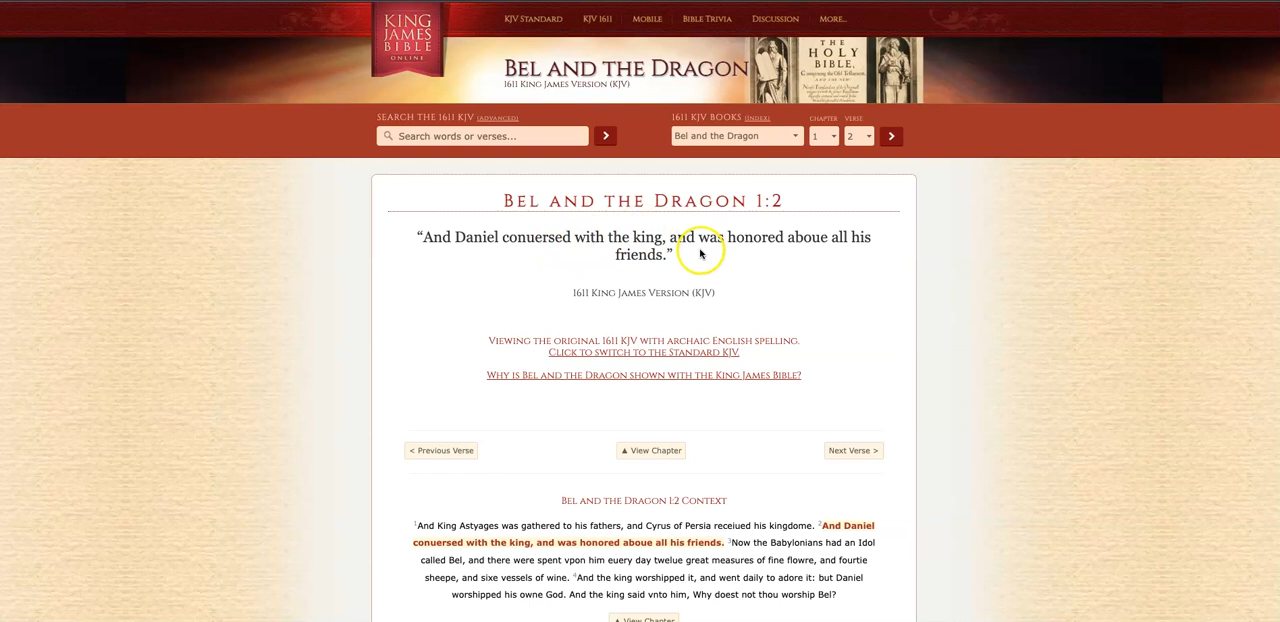 KING
JAMES
BIBLE
ONLINE
KJV STANDARD KJV 1611 MOBILE BIBLE TRIVIA DISCUSSION MORE...
BEL AND THE DRAGON
1611 KING JAMES VERSION (KJV)
THE
HOLY
BIBLE,
SEARCH THE 1611 KJV (ADVANCED)
Search words or verses...
1611 KJV BOOKS (INDEX) CHAPTER VERSE
Bel and the Dragon 1 2
BEL AND THE DRAGON 1:2
“And Daniel conuersed with the king, and was honored aboue all his
friends.”
1611 KING JAMES VERSION (KJV)
VIEWING THE ORIGINAL 1611 KJV WITH ARCHAIC ENGLISH SPELLING.
CLICK TO SWITCH TO THE STANDARD KJV.
WHY IS BEL AND THE DRAGON SHOWN WITH THE KING JAMES BIBLE?
< Previous Verse ▲ View Chapter Next Verse >
BEL AND THE DRAGON 1:2 CONTEXT
1And King Astyages was gathered to his fathers, and Cyrus of Persia receiued his kingdome. 2And Daniel
conuersed with the king, and was honored aboue all his friends. 3Now the Babylonians had an Idol
called Bel, and there were spent vpon him euery day twelue great measures of fine flowre, and fourtie
sheepe, and sixe vessels of wine. 4And the king worshipped it, and went daily to adore it: but Daniel
worshipped his owne God. And the king said vnto him, Why doest not thou worship Bel?
▲ View Chapter